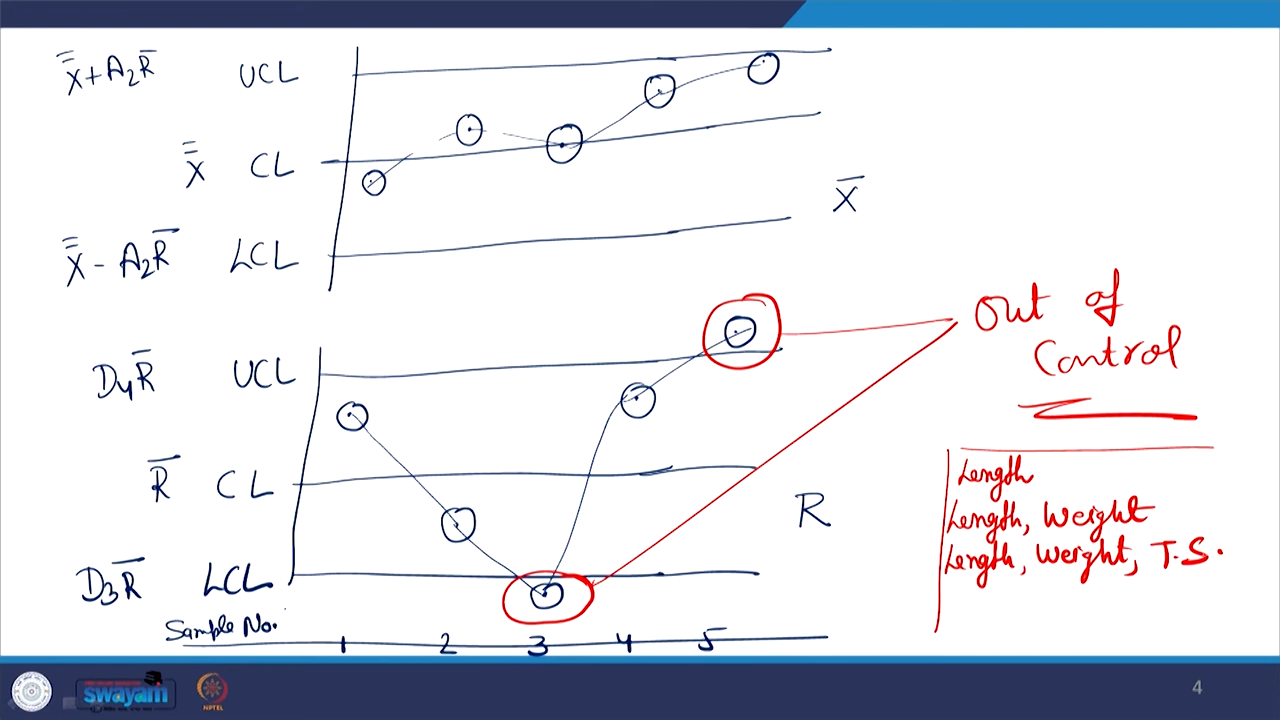 X̿+A₂R̅ UCL
X̿ CL
X̅
X̿- A₂R̅ LCL
Out of
Control
D₄R̅ UCL
R̅ CL
R
Length
Length, Weight
Length, Weight, T.S.
D₃R̅ LCL
Sample No. 1 2 3 4 5
swayam
NPTEL
4